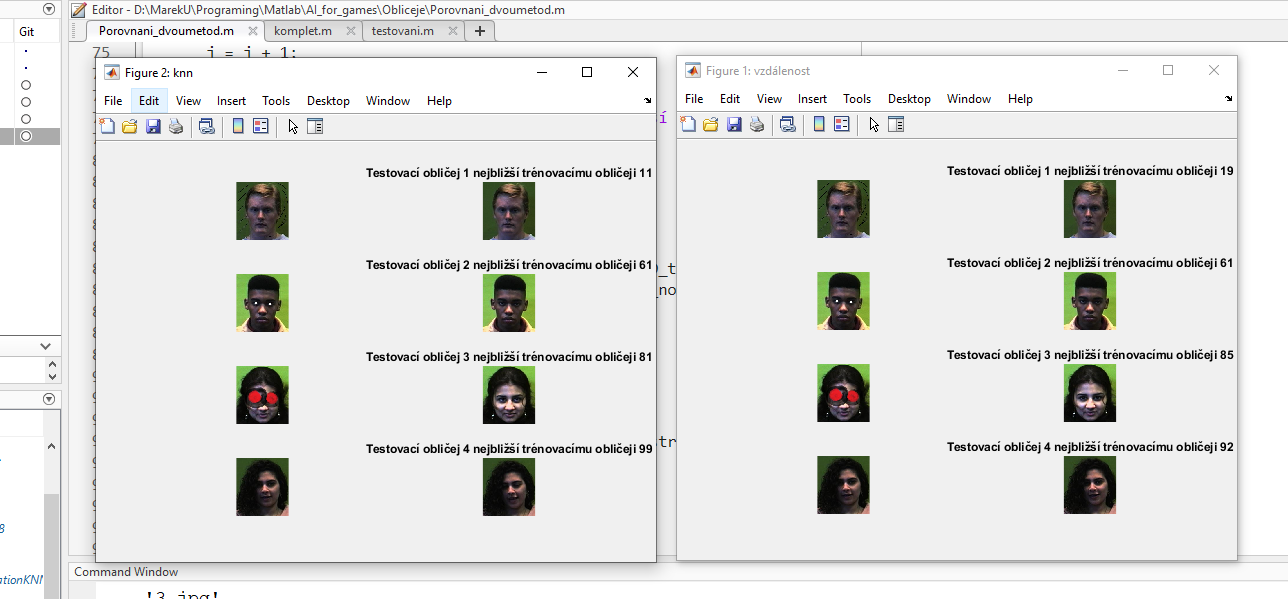 Editor - D:\MarekU\Programing\Matlab\AI_for_games\Obliceje\Porovnani_dvoumetod.m
Git
Porovnani_dvoumetod.m
komplet.m
testovani.m
75
i = i + 1;
Figure 2: knn
File Edit View Insert Tools Desktop Window Help
Testovací obličej 1 nejbližší trénovacímu obličeji 11
Testovací obličej 2 nejbližší trénovacímu obličeji 61
Testovací obličej 3 nejbližší trénovacímu obličeji 81
Testovací obličej 4 nejbližší trénovacímu obličeji 99
Figure 1: vzdálenost
File Edit View Insert Tools Desktop Window Help
Testovací obličej 1 nejbližší trénovacímu obličeji 19
Testovací obličej 2 nejbližší trénovacímu obličeji 61
Testovací obličej 3 nejbližší trénovacímu obličeji 85
Testovací obličej 4 nejbližší trénovacímu obličeji 92
Command Window
'3.jpg'